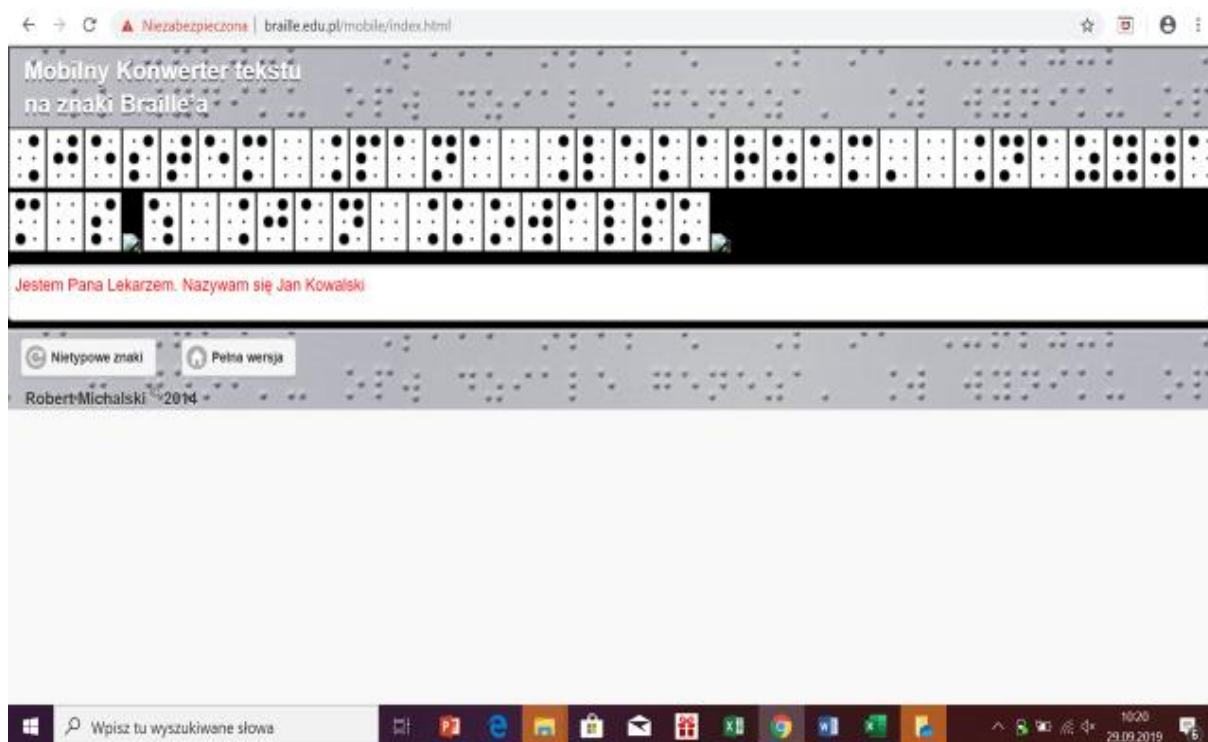 Niezabezpieczona | braille.edu.pl/mobile/index.html
Mobilny Konwerter tekstu
na znaki Braille'a
Jestem Pana Lekarzem. Nazywam się Jan Kowalski
Nietypowe znaki
Pełna wersja
Robert Michalski © 2014
Wpisz tu wyszukiwane słowa
10:20
29.09.2019